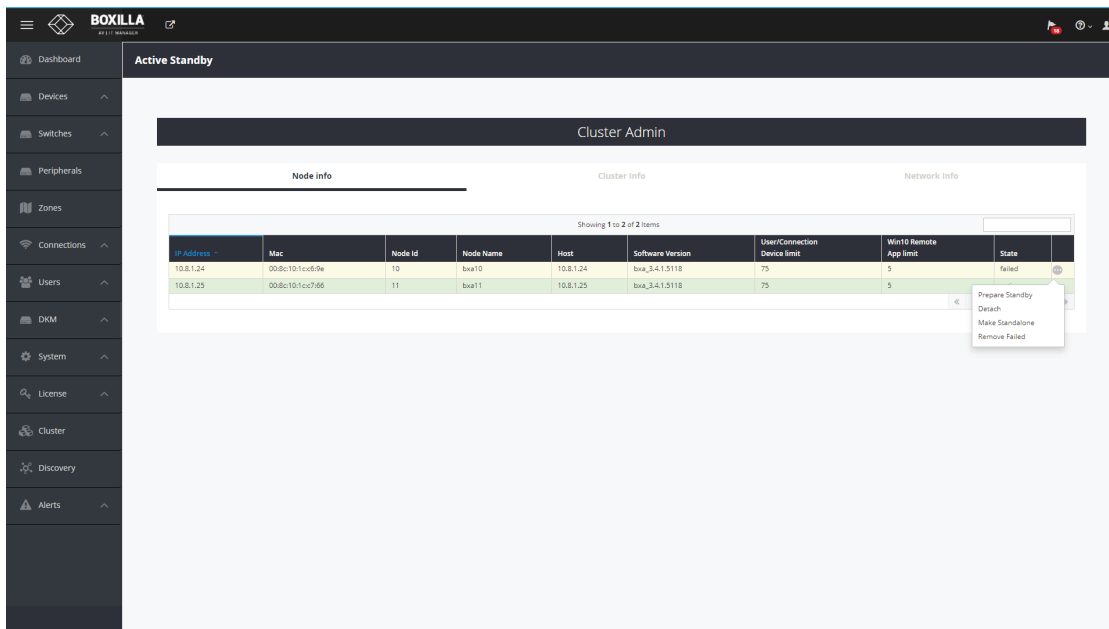 BOXILLA
AV | IT MANAGER
10
Dashboard
Active Standby
Devices
Switches
Cluster Admin
Peripherals
Node info
Cluster Info
Network Info
Zones
Showing 1 to 2 of 2 Items
Connections
IP Address Mac Node Id Node Name Host Software Version User/Connection Device limit Win10 Remote App limit State
10.8.1.24 00:8c:10:1c:c6:9e 10 bxa10 10.8.1.24 bxa_3.4.1.5118 75 5 failed
10.8.1.25 00:8c:10:1c:c7:66 11 bxa11 10.8.1.25 bxa_3.4.1.5118 75 5
Users
Prepare Standby
Detach
Make Standalone
Remove Failed
DKM
System
License
Cluster
Discovery
Alerts